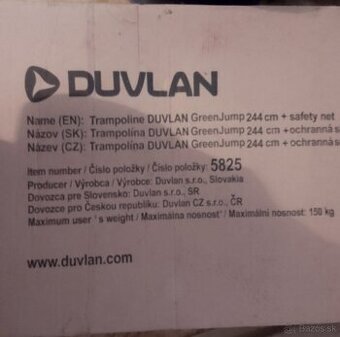 DUVLAN
Name (EN): Trampoline DUVLAN GreenJump 244 cm + safety net
Názov (SK): Trampolína DUVLAN GreenJump 244 cm +ochranná s
Název (CZ): Trampolína DUVLAN GreenJump 244 cm +ochranná s
Item number / Číslo položky / Číslo položky: 5825
Producer / Výrobca / Výrobce: Duvlan s.r.o., Slovakia
Dovozca pre Slovensko: Duvlan s.r.o., SR
Dovozce pro Českou republiku: Duvlan CZ s.r.o., ČR
Maximum user's weight / Maximálna nosnosť / Maximální nosnost: 150 kg
www.duvlan.com
Bazos.sk